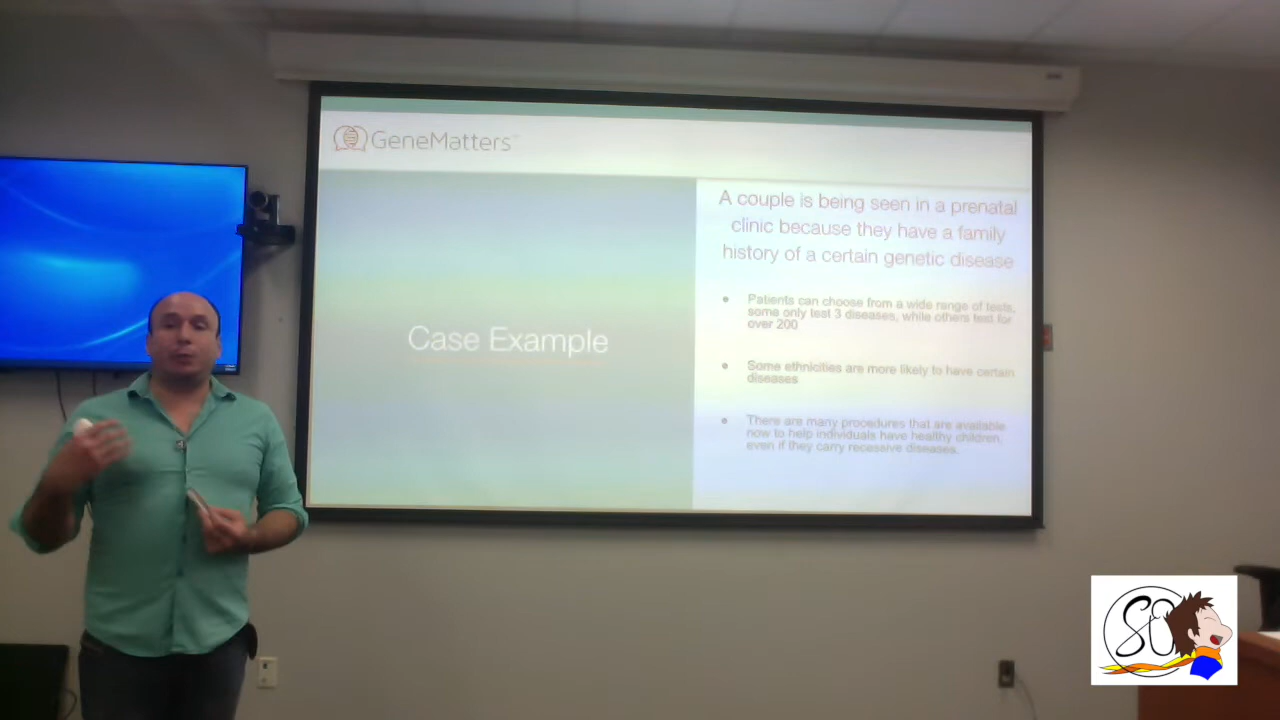 GeneMatters
Case Example
A couple is being seen in a prenatal
clinic because they have a family
history of a certain genetic disease
Patients can choose from a wide range of tests,
some only test 3 diseases, while others test for
over 200
Some ethnicities are more likely to have certain
diseases
There are many procedures that are available
now to help individuals have healthy children,
even if they carry recessive diseases.